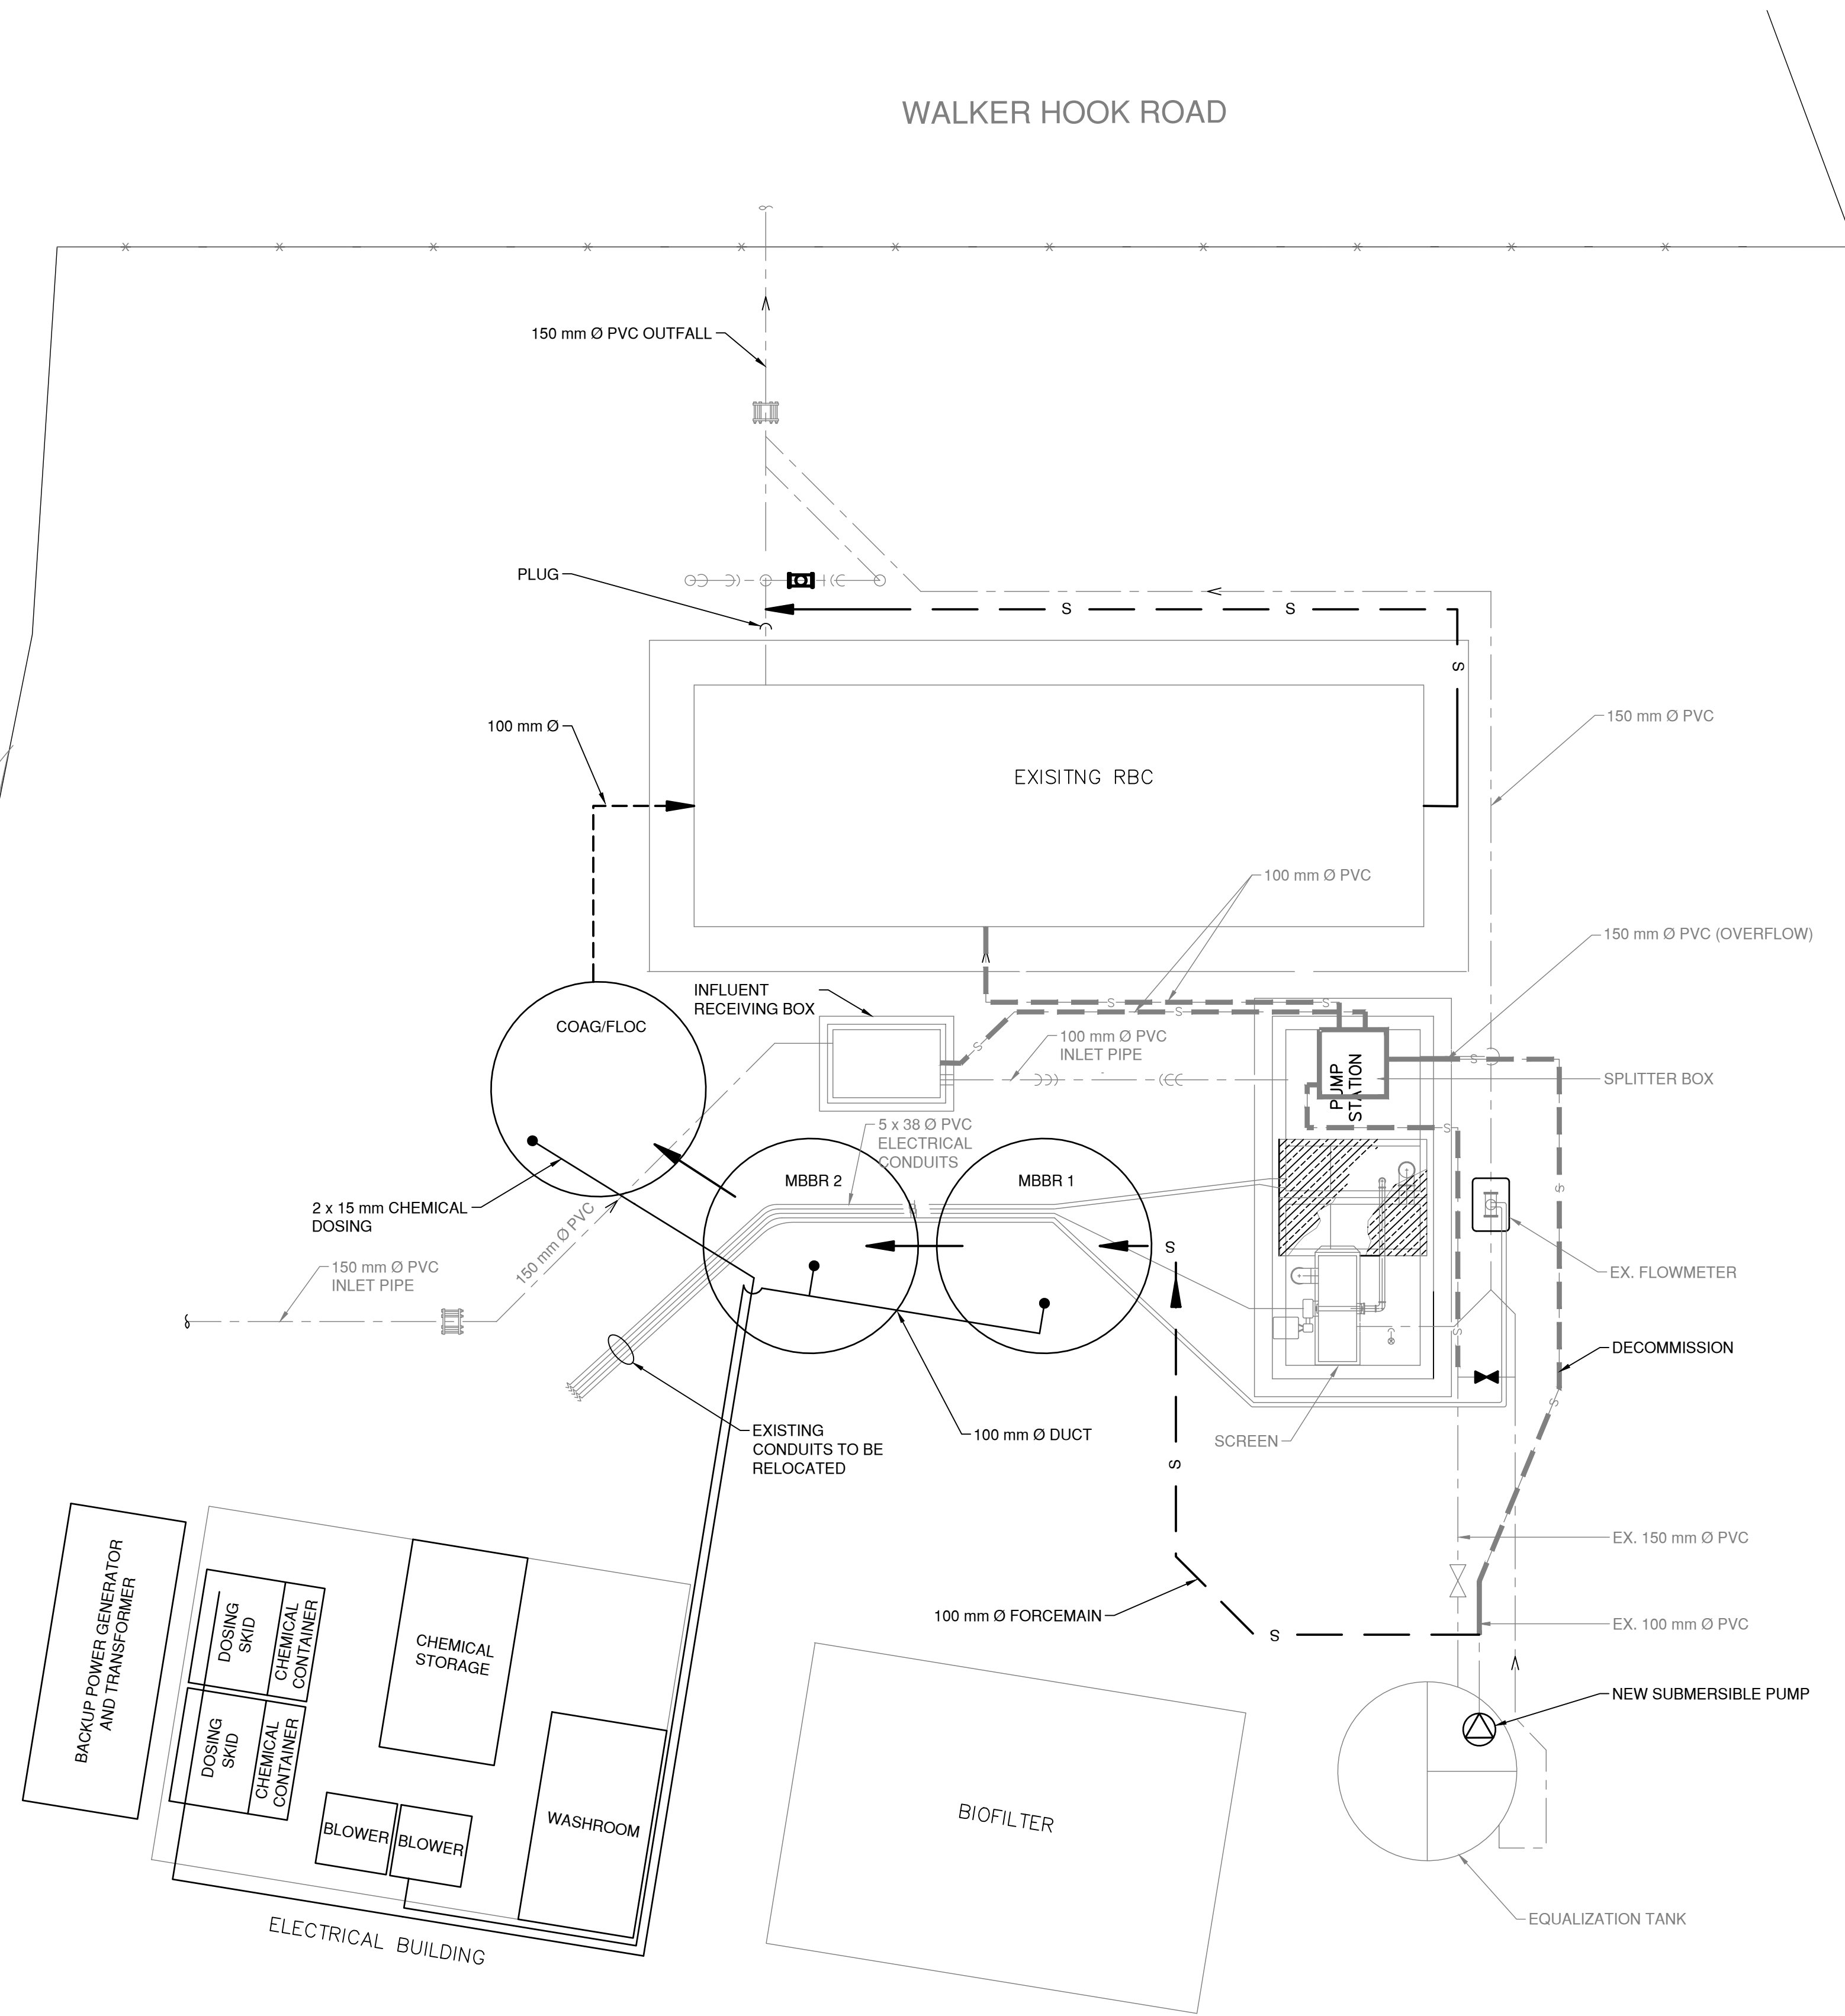 WALKER HOOK ROAD
150 mm Ø PVC OUTFALL
PLUG
S
S
S
100 mm Ø
150 mm Ø PVC
EXISITNG RBC
100 mm Ø PVC
150 mm Ø PVC (OVERFLOW)
INFLUENT
RECEIVING BOX
COAG/FLOC
S
S
S
S
S
100 mm Ø PVC
INLET PIPE
PUMP
STATION
SPLITTER BOX
5 x 38 Ø PVC
ELECTRICAL
CONDUITS
S
MBBR 2
MBBR 1
S
2 x 15 mm CHEMICAL
DOSING
150 mm Ø PVC
S
150 mm Ø PVC
INLET PIPE
EX. FLOWMETER
S
DECOMMISSION
S
EXISTING
CONDUITS TO BE
RELOCATED
100 mm Ø DUCT
SCREEN
S
EX. 150 mm Ø PVC
100 mm Ø FORCEMAIN
S
EX. 100 mm Ø PVC
NEW SUBMERSIBLE PUMP
BACKUP POWER GENERATOR
AND TRANSFORMER
DOSING
SKID
CHEMICAL
CONTAINER
DOSING
SKID
CHEMICAL
CONTAINER
CHEMICAL
STORAGE
BLOWER
BLOWER
WASHROOM
BIOFILTER
EQUALIZATION TANK
ELECTRICAL BUILDING